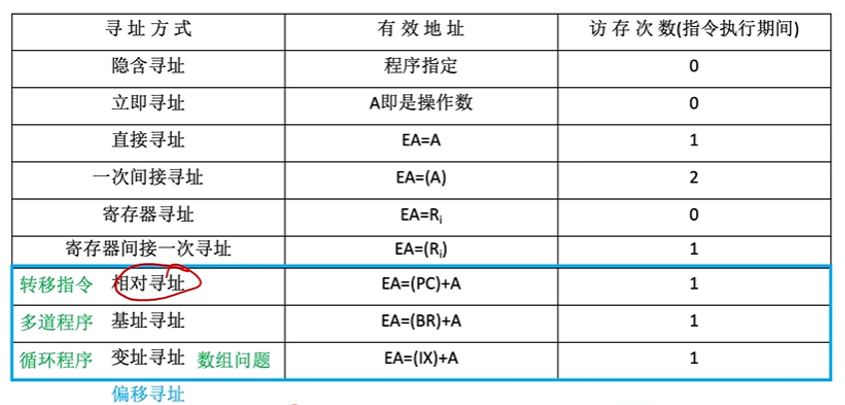 寻址方式 有效地址 访存次数(指令执行期间)
隐含寻址 程序指定 0
立即寻址 A即是操作数 0
直接寻址 EA=A 1
一次间接寻址 EA=(A) 2
寄存器寻址 EA=Ri 0
寄存器间接一次寻址 EA=(Ri) 1
转移指令 相对寻址 EA=(PC)+A 1
多道程序 基址寻址 EA=(BR)+A 1
循环程序 变址寻址 数组问题 EA=(IX)+A 1
偏移寻址